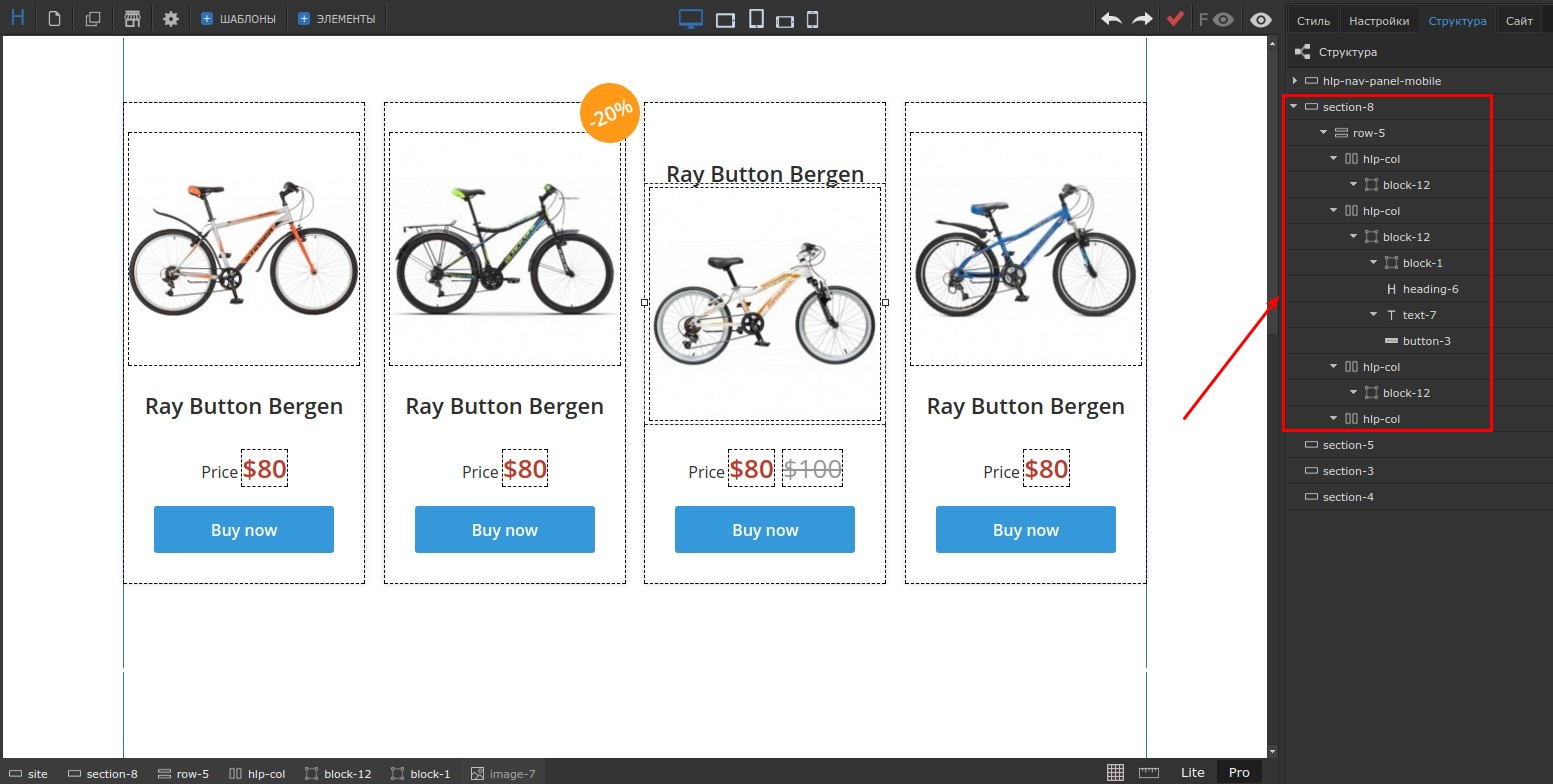 H
ШАБЛОНЫ
ЭЛЕМЕНТЫ
F
Стиль
Настройки
Структура
Сайт
Структура
hlp-nav-panel-mobile
section-8
row-5
hlp-col
block-12
hlp-col
block-12
block-1
H heading-6
T text-7
button-3
hlp-col
block-12
hlp-col
section-5
section-3
section-4
-20%
Ray Button Bergen
Ray Button Bergen
Ray Button Bergen
Ray Button Bergen
Price $80
Price $80
Price $80 $100
Price $80
Buy now
Buy now
Buy now
Buy now
site
section-8
row-5
hlp-col
block-12
block-1
image-7
Lite
Pro